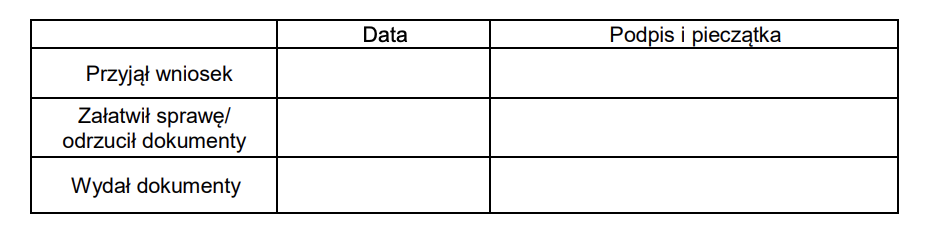 Data
Podpis i pieczątka
Przyjął wniosek
Załatwił sprawę/
odrzucił dokumenty
Wydał dokumenty